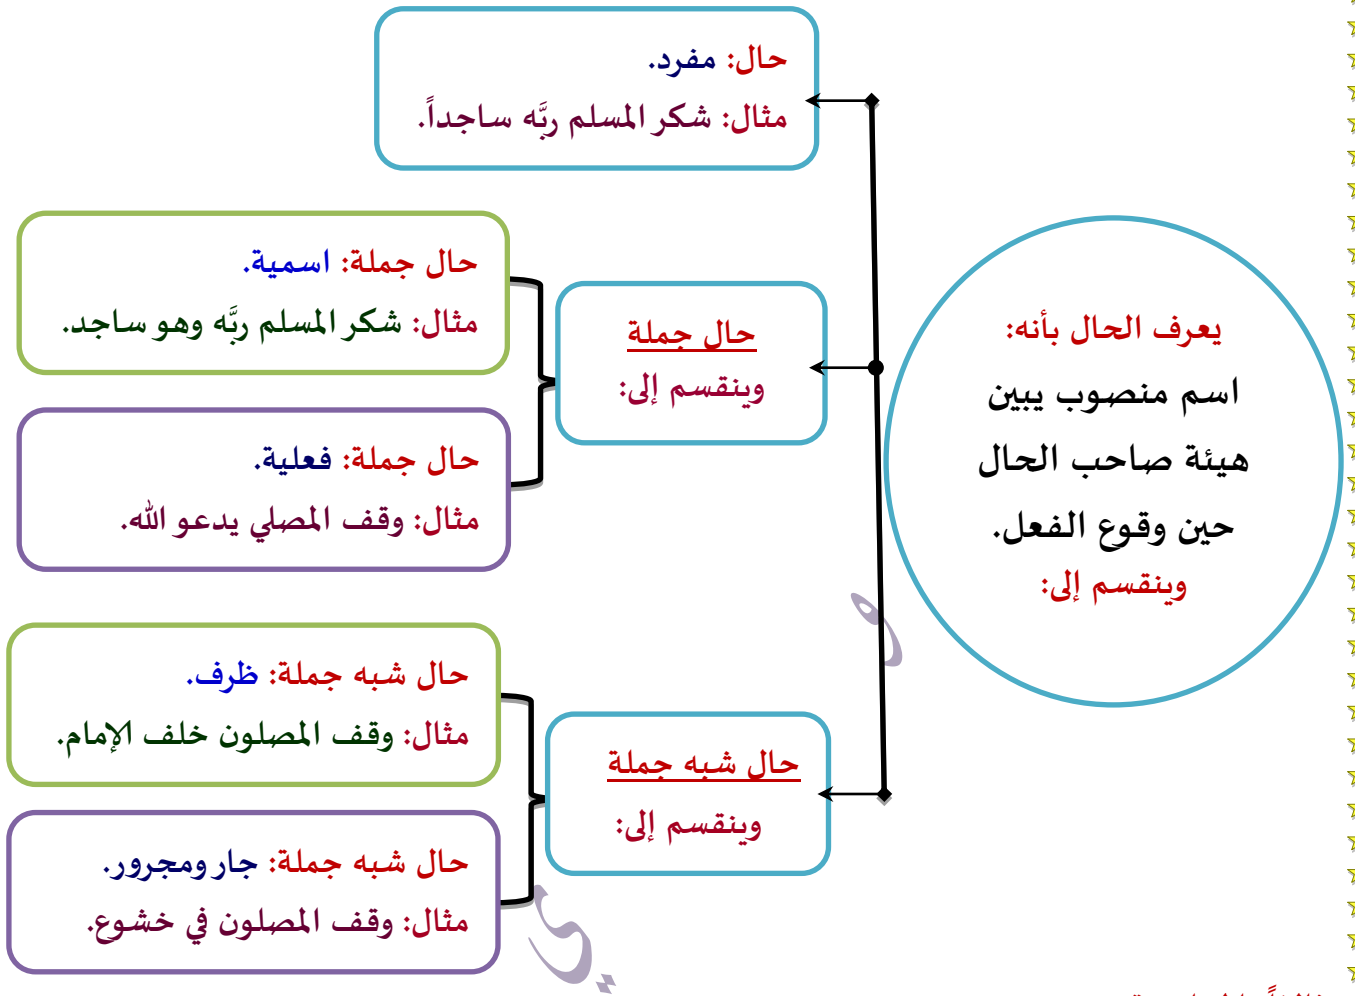 يعرف الحال بأنه:
اسم منصوب يبين
هيئة صاحب الحال
حين وقوع الفعل.
وينقسم إلى:
حال: مفرد.
مثال: شكر المسلم ربَّه ساجداً.
حال جملة
وينقسم إلى:
حال جملة: اسمية.
مثال: شكر المسلم ربَّه وهو ساجد.
حال جملة: فعلية.
مثال: وقف المصلي يدعو الله.
حال شبه جملة
وينقسم إلى:
حال شبه جملة: ظرف.
مثال: وقف المصلون خلف الإمام.
حال شبه جملة: جار ومجرور.
مثال: وقف المصلون في خشوع.